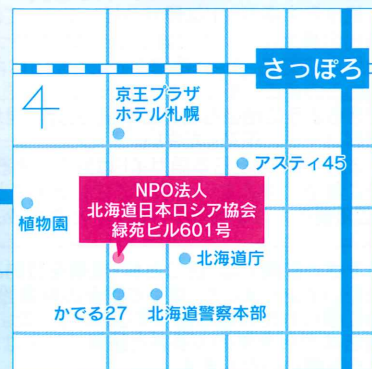 さっぽろ
京王プラザ
ホテル札幌
アスティ45
NPO法人
北海道日本ロシア協会
緑苑ビル601号
植物園
北海道庁
かでる27
北海道警察本部